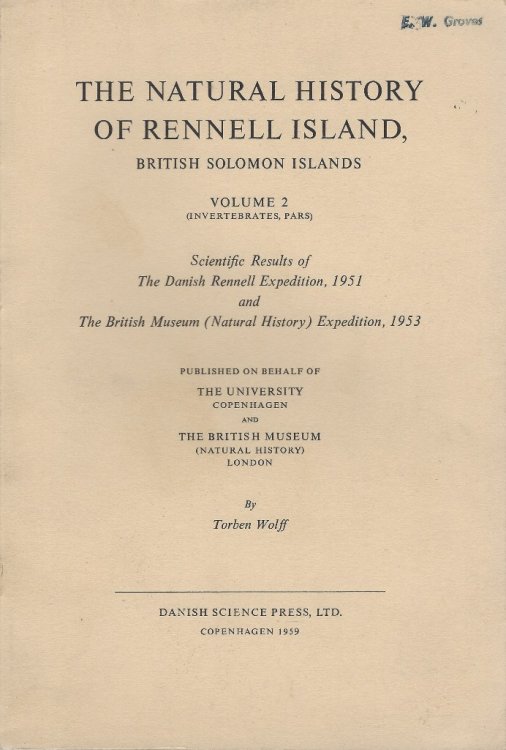 E. W. Groves
THE NATURAL HISTORY
OF RENNELL ISLAND,
BRITISH SOLOMON ISLANDS
VOLUME 2
(INVERTEBRATES, PARS)
Scientific Results of
The Danish Rennell Expedition, 1951
and
The British Museum (Natural History) Expedition, 1953
PUBLISHED ON BEHALF OF
THE UNIVERSITY
COPENHAGEN
AND
THE BRITISH MUSEUM
(NATURAL HISTORY)
LONDON
By
Torben Wolff
DANISH SCIENCE PRESS, LTD.
COPENHAGEN 1959